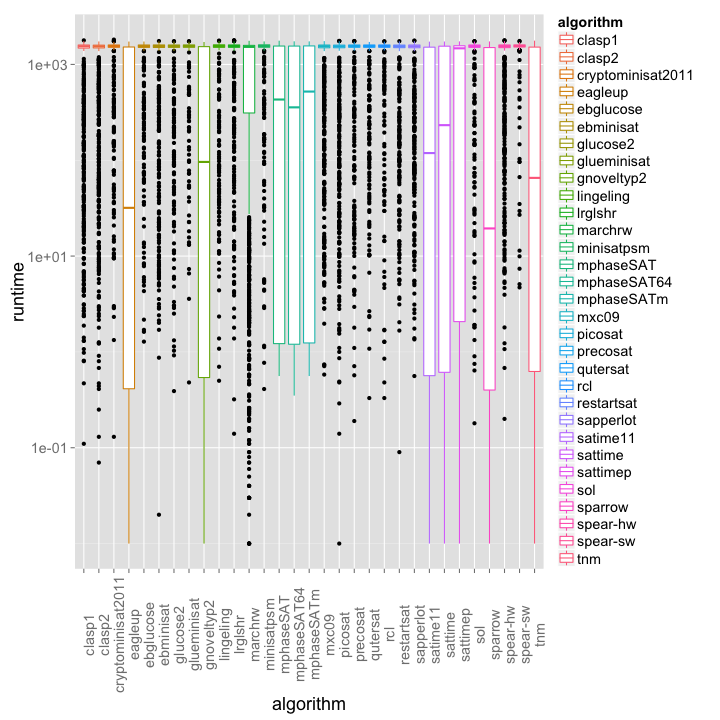 algorithm
clasp1
clasp2
cryptominisat2011
eagleup
ebglucose
ebminisat
glucose2
glueminisat
gnoveltyp2
lingeling
lrglshr
marchrw
minisatpsm
mphaseSAT
mphaseSAT64
mphaseSATm
mxc09
picosat
precosat
qutersat
rcl
restartsat
sapperlot
satime11
sattime
sattimep
sol
sparrow
spear-hw
spear-sw
tnm
1e+03
1e+01
1e-01
runtime
clasp1
clasp2
cryptominisat2011
eagleup
ebglucose
ebminisat
glucose2
glueminisat
gnoveltyp2
lingeling
lrglshr
marchrw
minisatpsm
mphaseSAT
mphaseSAT64
mphaseSATm
mxc09
picosat
precosat
qutersat
rcl
restartsat
sapperlot
satime11
sattime
sattimep
sol
sparrow
spear-hw
spear-sw
tnm
algorithm